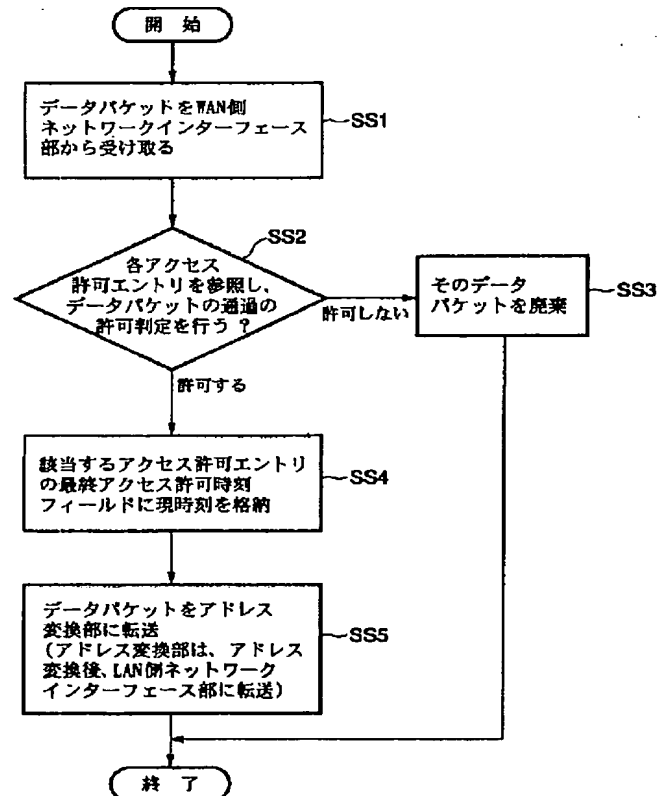 開 始
データパケットをWAN側
ネットワークインターフェース
部から受け取る
SS1
SS2
各アクセス
許可エントリを参照し、
データパケットの通過の
許可判定を行う ?
許可しない
そのデータ
パケットを廃棄
SS3
許可する
該当するアクセス許可エントリ
の最終アクセス許可時刻
フィールドに現時刻を格納
SS4
データパケットをアドレス
変換部に転送
(アドレス変換部は、アドレス
変換後、LAN側ネットワーク
インターフェース部に転送)
SS5
終 了